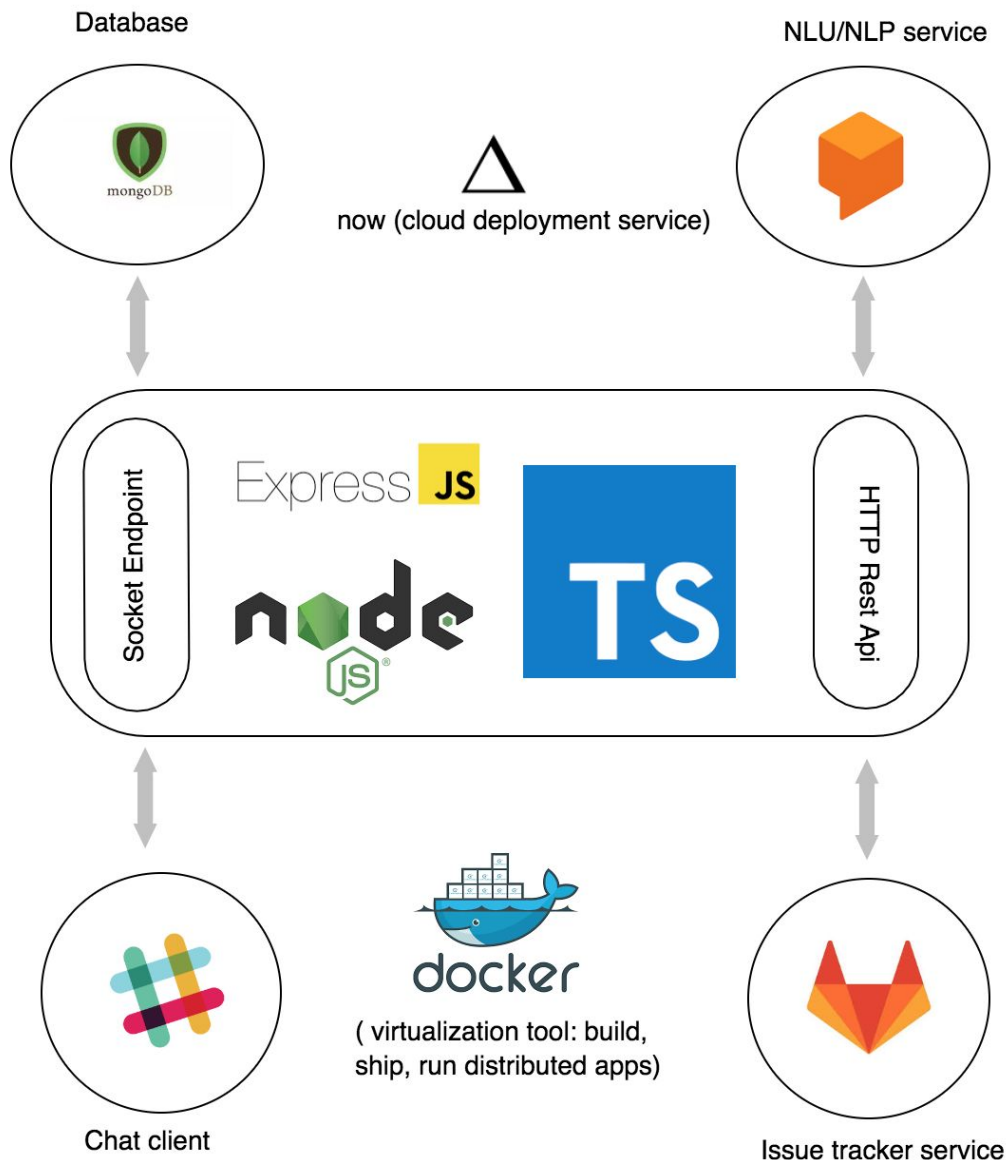 Database
NLU/NLP service
mongoDB
now (cloud deployment service)
Socket Endpoint
Express JS
node
JS®
TS
HTTP Rest Api
docker
( virtualization tool: build,
ship, run distributed apps)
Chat client
Issue tracker service